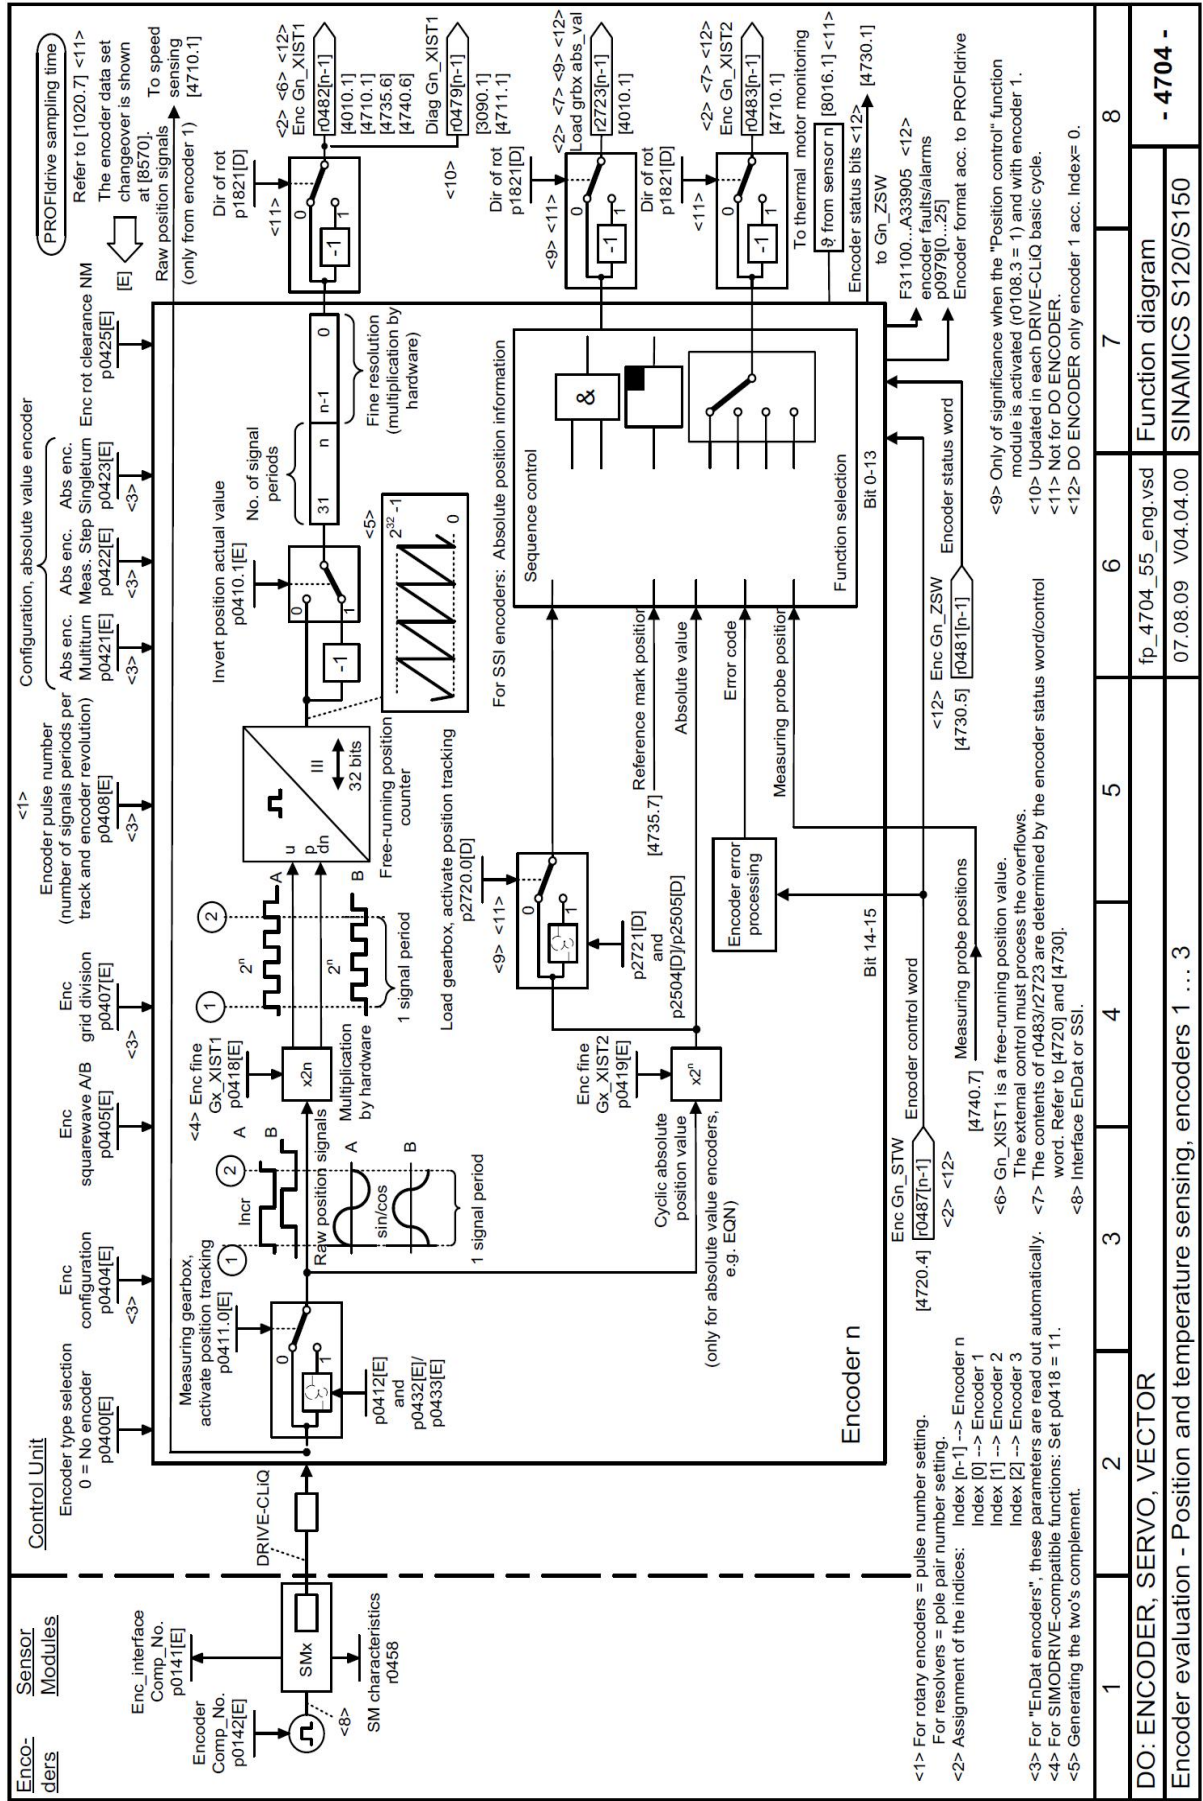 Enco-
ders
Sensor
Modules
Control Unit
Encoder
Comp_No.
p0142[E]
<8>
Enc_interface
Comp_No.
p0141[E]
SMx
SM characteristics
r0458
DRIVE-CLiQ
Encoder type selection
0 = No encoder
p0400[E]
Enc
configuration
p0404[E]
<3>
Enc
squarewave A/B
p0405[E]
Enc
grid division
p0407[E]
<3>
<1>
Encoder pulse number
(number of signals periods per
track and encoder revolution)
p0408[E]
<3>
Configuration, absolute value encoder
Abs enc.
Multiturn
p0421[E]
<3>
Abs enc.
Meas. Step
p0422[E]
<3>
Abs enc.
Singleturn
p0423[E]
<3>
Enc rot clearance NM
p0425[E]
PROFIdrive sampling time
Refer to [1020.7] <11>
[E]
The encoder data set
changeover is shown
at [8570].
Raw position signals
(only from encoder 1)
To speed
sensing
[4710.1]
Measuring gearbox,
activate position tracking
p0411.0[E]
0
1
p0412[E]
and
p0432[E]/
p0433[E]
1
2
Incr
A
B
Raw position signals
A
sin/cos
B
1 signal period
<4> Enc fine
Gx_XIST1
p0418[E]
x2n
Multiplication
by hardware
1
2
2ⁿ
A
2ⁿ
B
1 signal period
u
p
dn
III
32 bits
Free-running position
counter
Invert position actual value
p0410.1[E]
0
1
-1
<5>
2³² -1
0
No. of signal
periods
31
n
n-1
0
Fine resolution
(multiplication by
hardware)
Dir of rot
p1821[D]
<11>
0
1
-1
<2> <6> <12>
Enc Gn_XIST1
r0482[n-1]
[4010.1]
[4710.1]
[4735.6]
[4740.6]
Diag Gn_XIST1
r0479[n-1]
<10>
[3090.1]
[4711.1]
Load gearbox, activate position tracking
p2720.0[D]
<9> <11>
0
1
p2721[D]
and
p2504[D]/p2505[D]
Enc fine
Gx_XIST2
p0419[E]
x2ⁿ
Cyclic absolute
position value
(only for absolute value encoders,
e.g. EQN)
For SSI encoders: Absolute position information
Sequence control
Function selection
&
[4735.7]
Reference mark position
Absolute value
Error code
Measuring probe position
Encoder error
processing
Dir of rot
p1821[D]
<9> <11>
0
1
-1
<2> <7> <9> <12>
Load grbx abs_val
r2723[n-1]
[4010.1]
Dir of rot
p1821[D]
<11>
0
1
-1
<2> <7> <12>
Enc Gn_XIST2
r0483[n-1]
[4710.1]
To thermal motor monitoring
ϑ from sensor n
[8016.1] <11>
Encoder status bits <12>
to Gn_ZSW
[4730.1]
Encoder n
Bit 14-15
Bit 0-13
F31100...A33905 <12>
encoder faults/alarms
p0979[0...25]
Encoder format acc. to PROFIdrive
Enc Gn_STW
[4720.4]
r0487[n-1]
<2> <12>
Encoder control word
[4740.7]
Measuring probe positions
<12> Enc Gn_ZSW
[4730.5]
r0481[n-1]
Encoder status word
<1> For rotary encoders = pulse number setting.
For resolvers = pole pair number setting.
<2> Assignment of the indices: Index [n-1] --> Encoder n
Index [0] --> Encoder 1
Index [1] --> Encoder 2
Index [2] --> Encoder 3
<3> For "EnDat encoders", these parameters are read out automatically.
<4> For SIMODRIVE-compatible functions: Set p0418 = 11.
<5> Generating the two's complement.
<6> Gn_XIST1 is a free-running position value.
The external control must process the overflows.
<7> The contents of r0483/r2723 are determined by the encoder status word/control
word. Refer to [4720] and [4730].
<8> Interface EnDat or SSI.
<9> Only of significance when the "Position control" function
module is activated (r0108.3 = 1) and with encoder 1.
<10> Updated in each DRIVE-CLiQ basic cycle.
<11> Not for DO ENCODER.
<12> DO ENCODER only encoder 1 acc. Index= 0.
1
2
3
4
5
6
7
8
DO: ENCODER, SERVO, VECTOR
fp_4704_55_eng.vsd
Function diagram
- 4704 -
Encoder evaluation - Position and temperature sensing, encoders 1 ... 3
07.08.09 V04.04.00
SINAMICS S120/S150